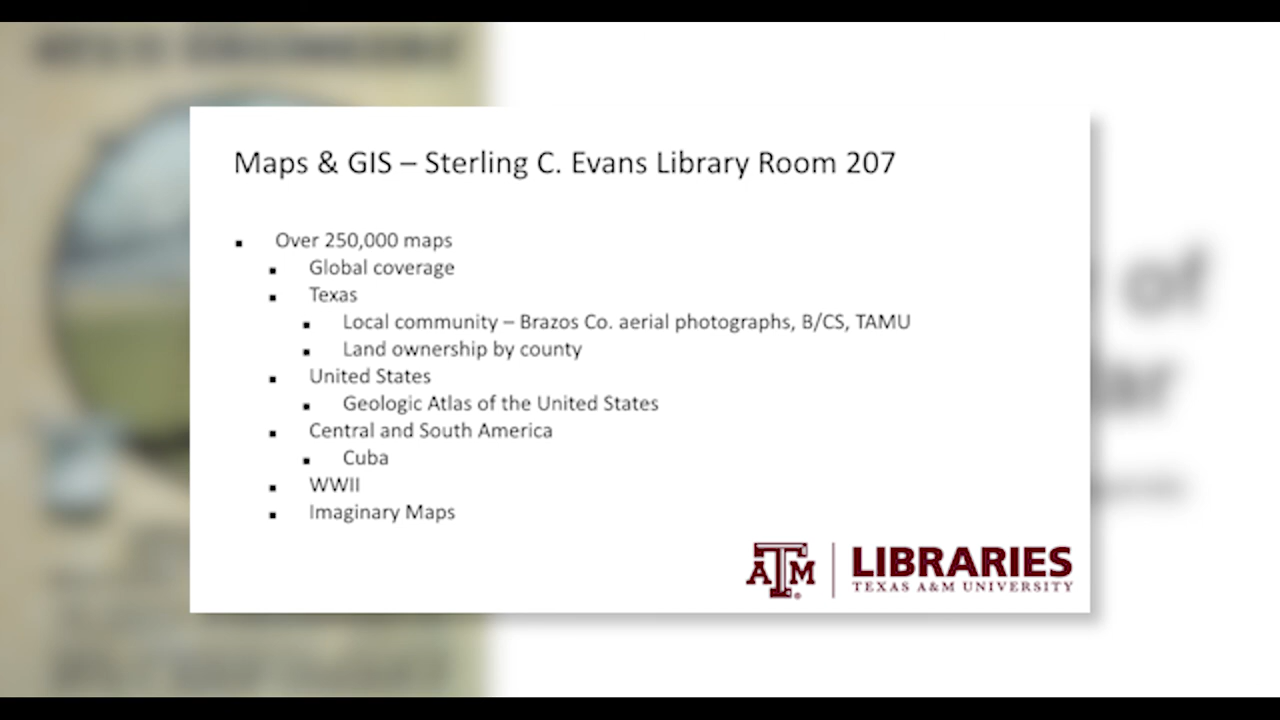 Maps & GIS – Sterling C. Evans Library Room 207
Over 250,000 maps
Global coverage
Texas
Local community – Brazos Co. aerial photographs, B/CS, TAMU
Land ownership by county
United States
Geologic Atlas of the United States
Central and South America
Cuba
WWII
Imaginary Maps
ATM® LIBRARIES
TEXAS A&M UNIVERSITY
of